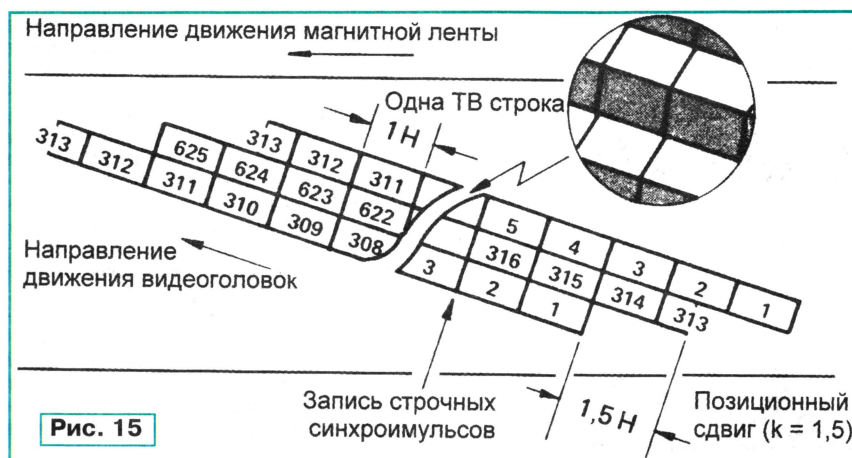 Направление движения магнитной ленты
Одна ТВ строка
1 Н
313 312 311
625 624 623 622
313 312 311 310 309 308
5 4 3 2 1
316 315 314 313
3 2 1
Направление
движения видеоголовок
Запись строчных
синхроимульсов
1,5 Н
Позиционный
сдвиг (k = 1,5)
Рис. 15